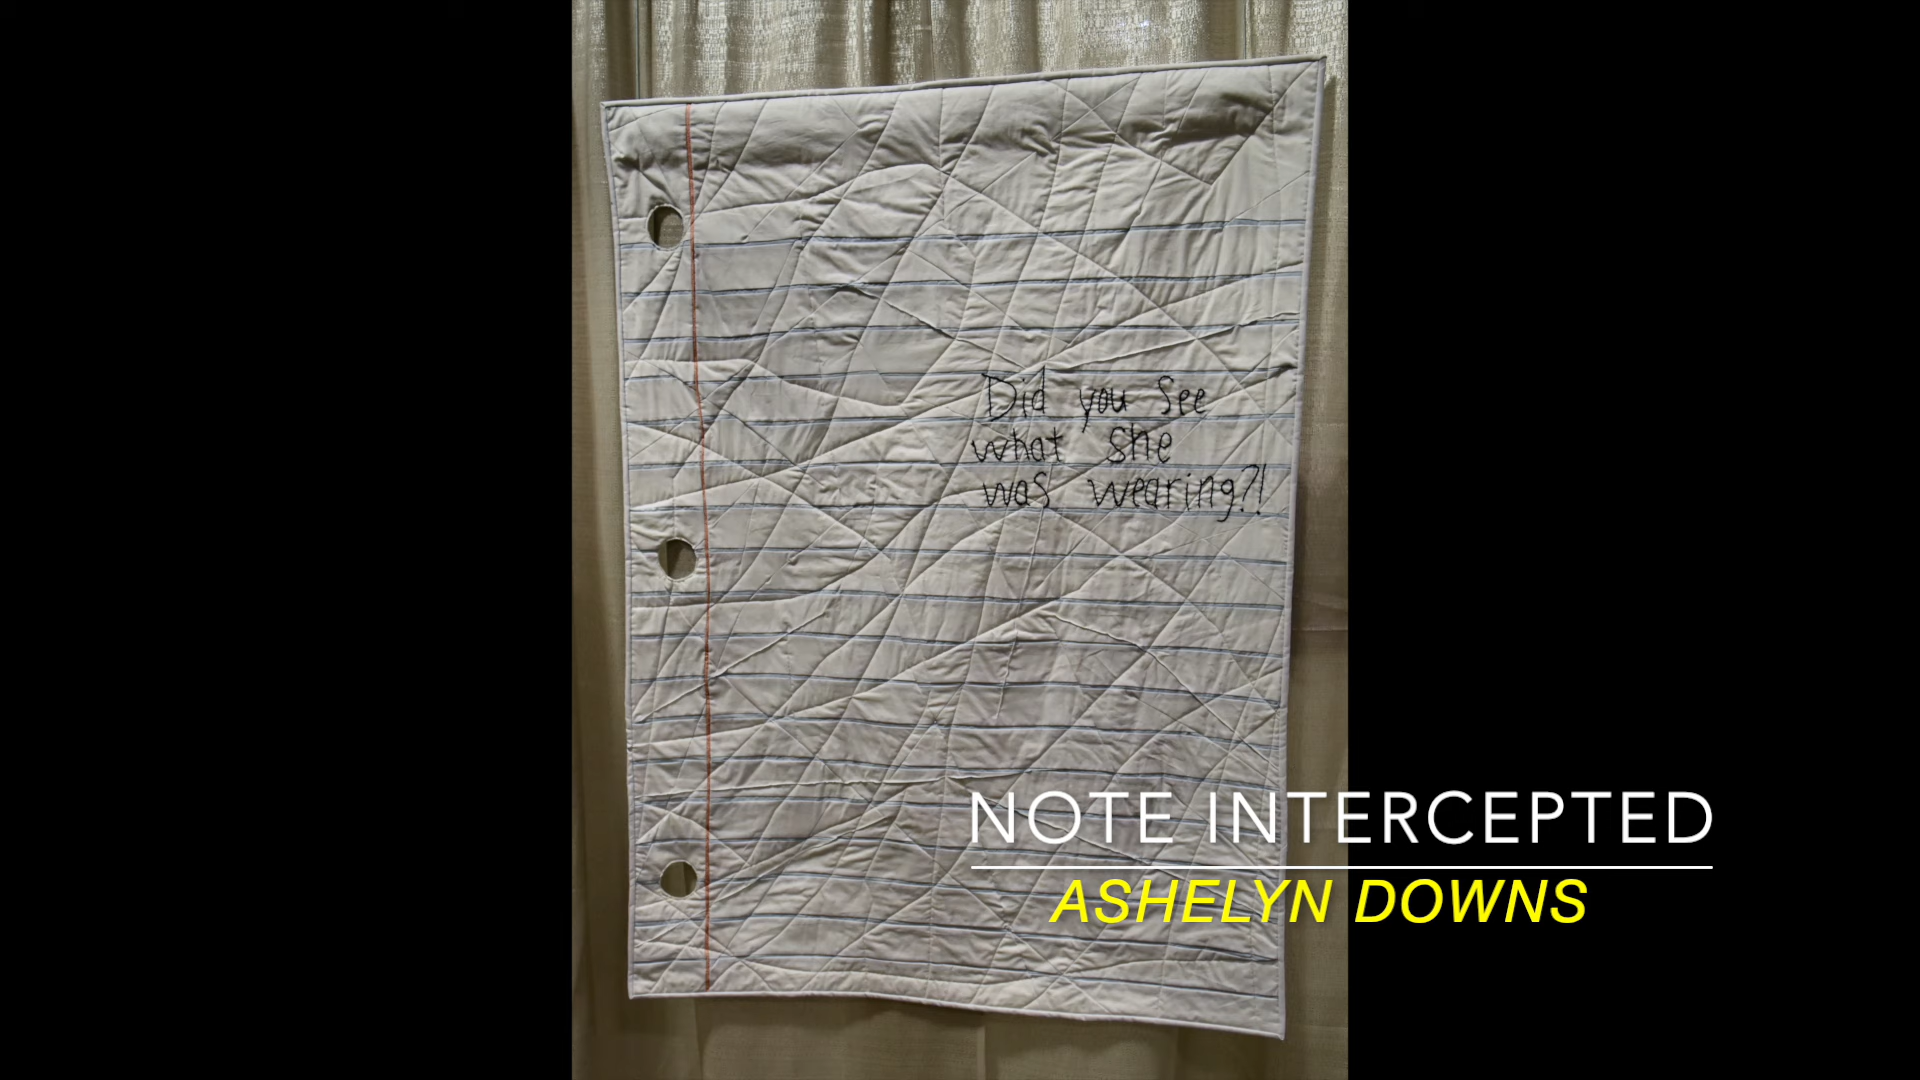 Did you see
what she
was wearing?!
NOTE INTERCEPTED
ASHELYN DOWNS